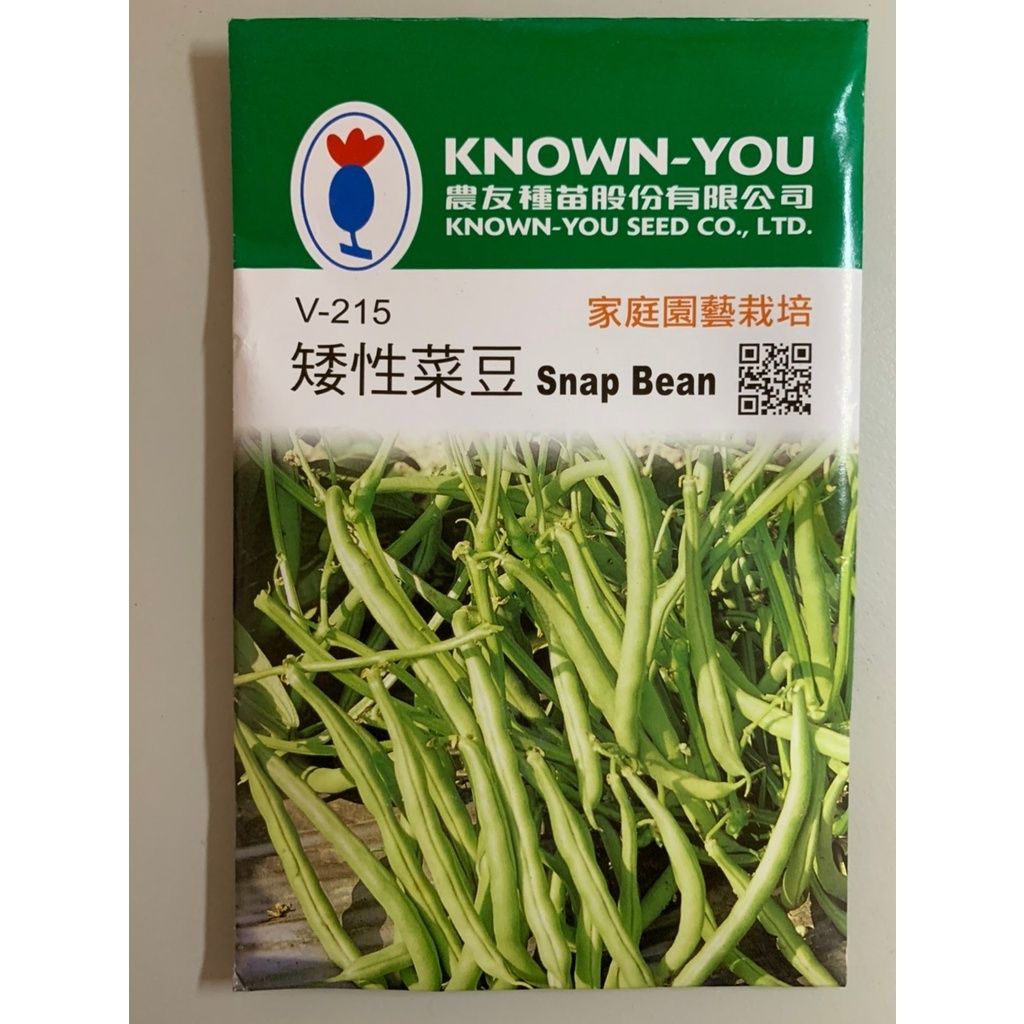 KNOWN-YOU
農友種苗股份有限公司
KNOWN-YOU SEED CO., LTD.
V-215
家庭園藝栽培
矮性菜豆 Snap Bean